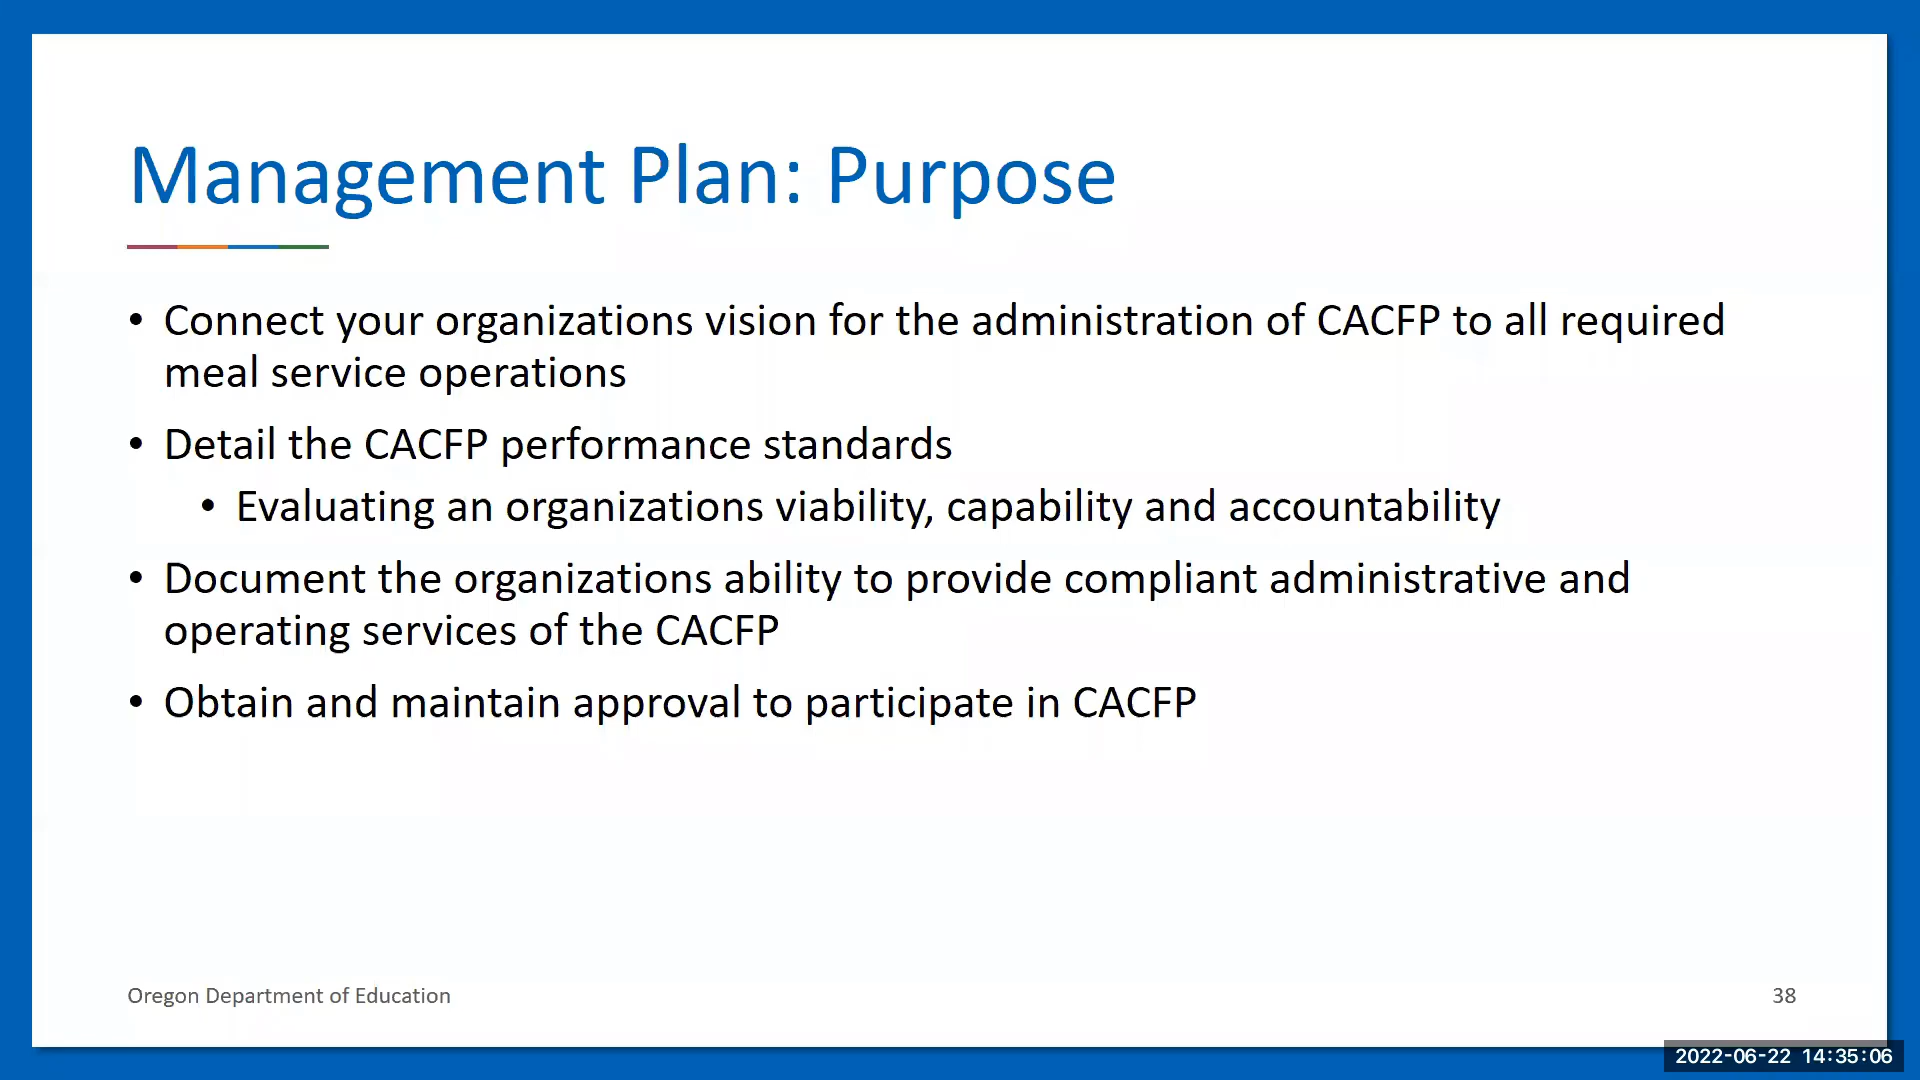 Management Plan: Purpose
• Connect your organizations vision for the administration of CACFP to all required
meal service operations
• Detail the CACFP performance standards
• Evaluating an organizations viability, capability and accountability
• Document the organizations ability to provide compliant administrative and
operating services of the CACFP
• Obtain and maintain approval to participate in CACFP
Oregon Department of Education
38
2022-06-22 14:35:06